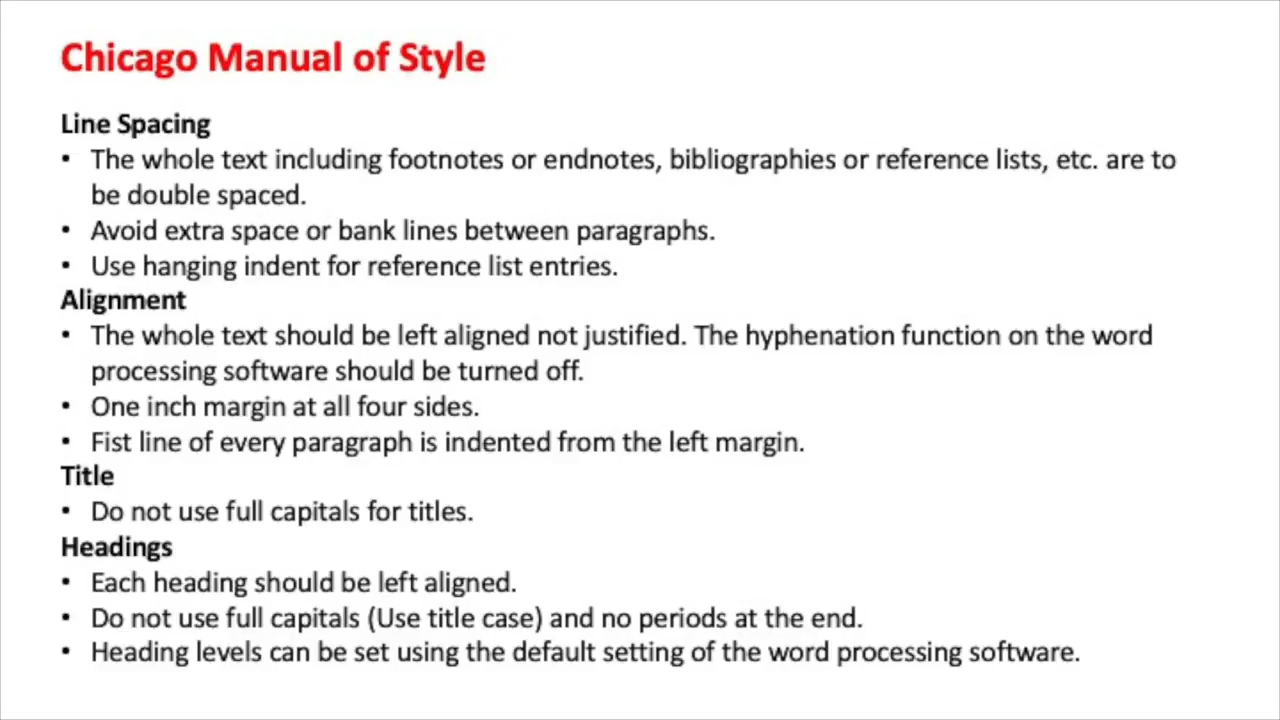 Chicago Manual of Style
Line Spacing
• The whole text including footnotes or endnotes, bibliographies or reference lists, etc. are to
be double spaced.
• Avoid extra space or bank lines between paragraphs.
• Use hanging indent for reference list entries.
Alignment
• The whole text should be left aligned not justified. The hyphenation function on the word
processing software should be turned off.
• One inch margin at all four sides.
• Fist line of every paragraph is indented from the left margin.
Title
• Do not use full capitals for titles.
Headings
• Each heading should be left aligned.
• Do not use full capitals (Use title case) and no periods at the end.
• Heading levels can be set using the default setting of the word processing software.